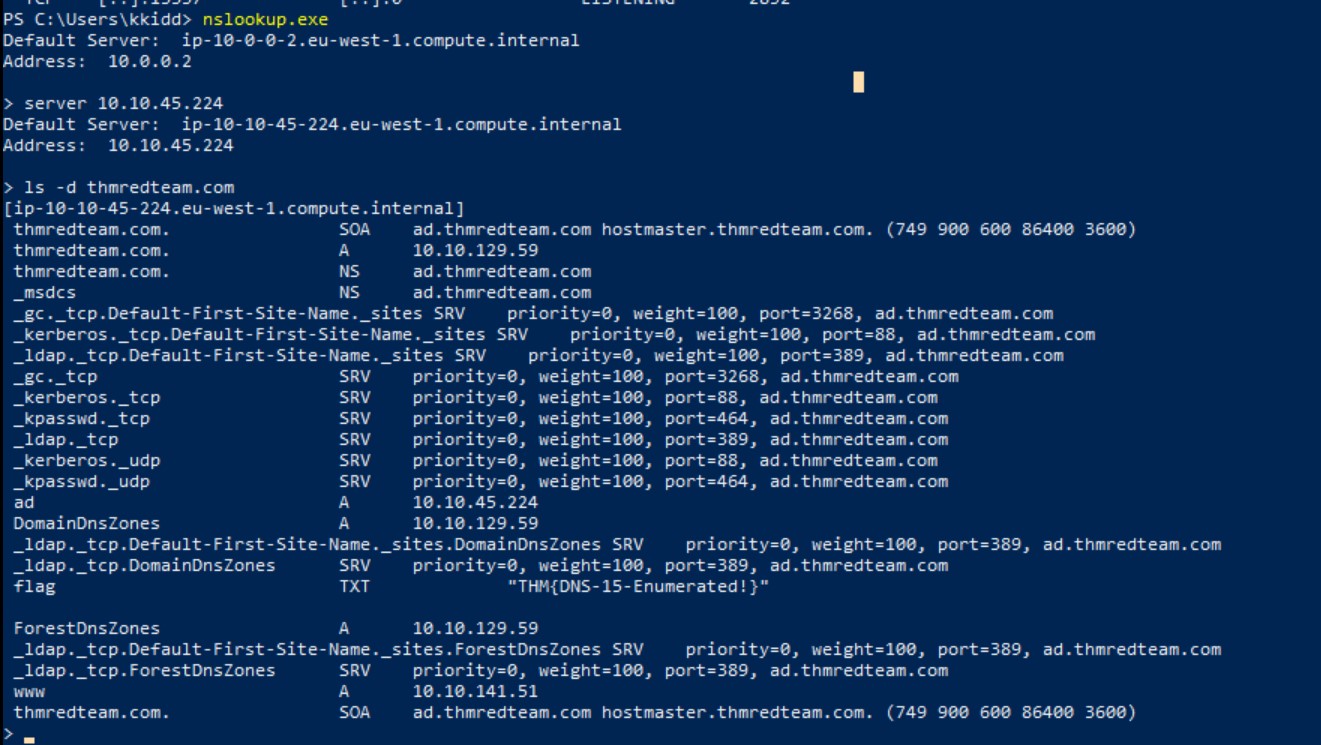 PS C:\Users\kkidd> nslookup.exe
Default Server:  ip-10-0-0-2.eu-west-1.compute.internal
Address:  10.0.0.2
> server 10.10.45.224
Default Server:  ip-10-10-45-224.eu-west-1.compute.internal
Address:  10.10.45.224
> ls -d thmredteam.com
[ip-10-10-45-224.eu-west-1.compute.internal]
thmredteam.com.                SOA    ad.thmredteam.com hostmaster.thmredteam.com. (749 900 600 86400 3600)
thmredteam.com.                A      10.10.129.59
thmredteam.com.                NS     ad.thmredteam.com
_msdcs                         NS     ad.thmredteam.com
_gc._tcp.Default-First-Site-Name._sites SRV    priority=0, weight=100, port=3268, ad.thmredteam.com
_kerberos._tcp.Default-First-Site-Name._sites SRV    priority=0, weight=100, port=88, ad.thmredteam.com
_ldap._tcp.Default-First-Site-Name._sites SRV    priority=0, weight=100, port=389, ad.thmredteam.com
_gc._tcp                       SRV    priority=0, weight=100, port=3268, ad.thmredteam.com
_kerberos._tcp                 SRV    priority=0, weight=100, port=88, ad.thmredteam.com
_kpasswd._tcp                  SRV    priority=0, weight=100, port=464, ad.thmredteam.com
_ldap._tcp                     SRV    priority=0, weight=100, port=389, ad.thmredteam.com
_kerberos._udp                 SRV    priority=0, weight=100, port=88, ad.thmredteam.com
_kpasswd._udp                  SRV    priority=0, weight=100, port=464, ad.thmredteam.com
ad                             A      10.10.45.224
DomainDnsZones                 A      10.10.129.59
_ldap._tcp.Default-First-Site-Name._sites.DomainDnsZones SRV    priority=0, weight=100, port=389, ad.thmredteam.com
_ldap._tcp.DomainDnsZones      SRV    priority=0, weight=100, port=389, ad.thmredteam.com
flag                           TXT             "THM{DNS-15-Enumerated!}"
ForestDnsZones                 A      10.10.129.59
_ldap._tcp.Default-First-Site-Name._sites.ForestDnsZones SRV    priority=0, weight=100, port=389, ad.thmredteam.com
_ldap._tcp.ForestDnsZones      SRV    priority=0, weight=100, port=389, ad.thmredteam.com
www                            A      10.10.141.51
thmredteam.com.                SOA    ad.thmredteam.com hostmaster.thmredteam.com. (749 900 600 86400 3600)
>